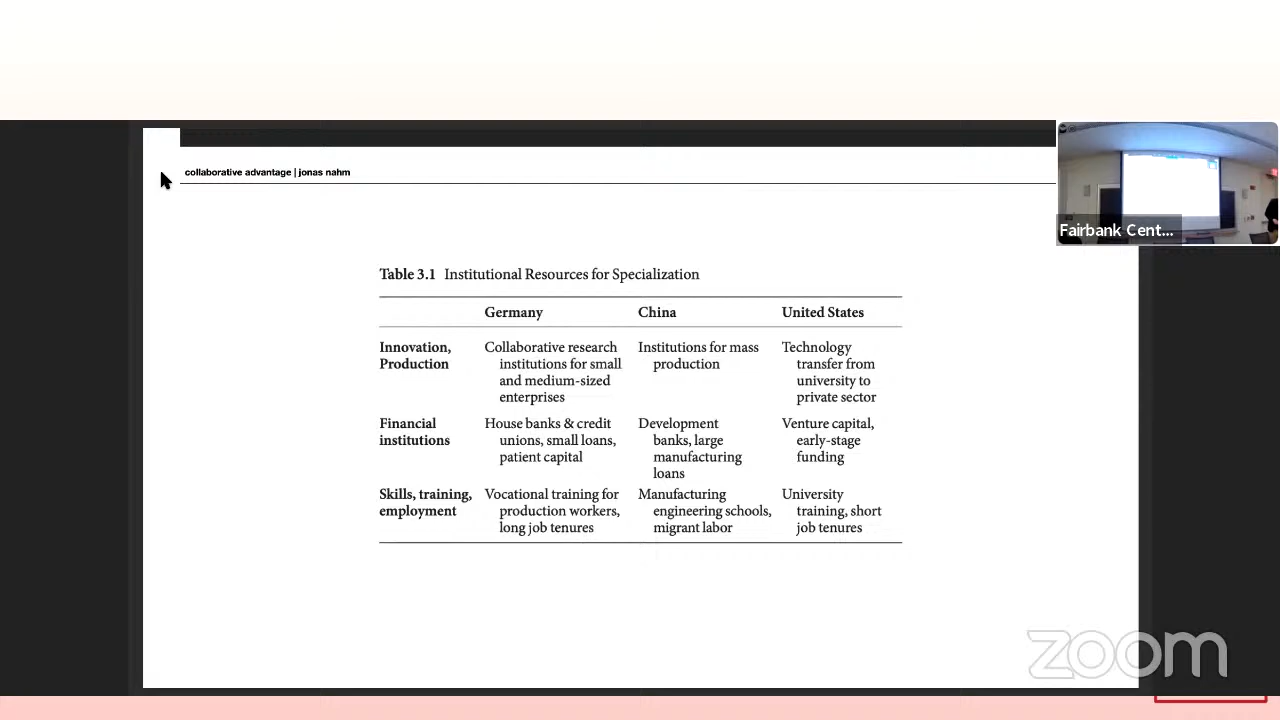 collaborative advantage | jonas nahm
Fairbank Cent...
Table 3.1 Institutional Resources for Specialization
Germany China United States
Innovation, Production
Collaborative research institutions for small and medium-sized enterprises
Institutions for mass production
Technology transfer from university to private sector
Financial institutions
House banks & credit unions, small loans, patient capital
Development banks, large manufacturing loans
Venture capital, early-stage funding
Skills, training, employment
Vocational training for production workers, long job tenures
Manufacturing engineering schools, migrant labor
University training, short job tenures
zoom